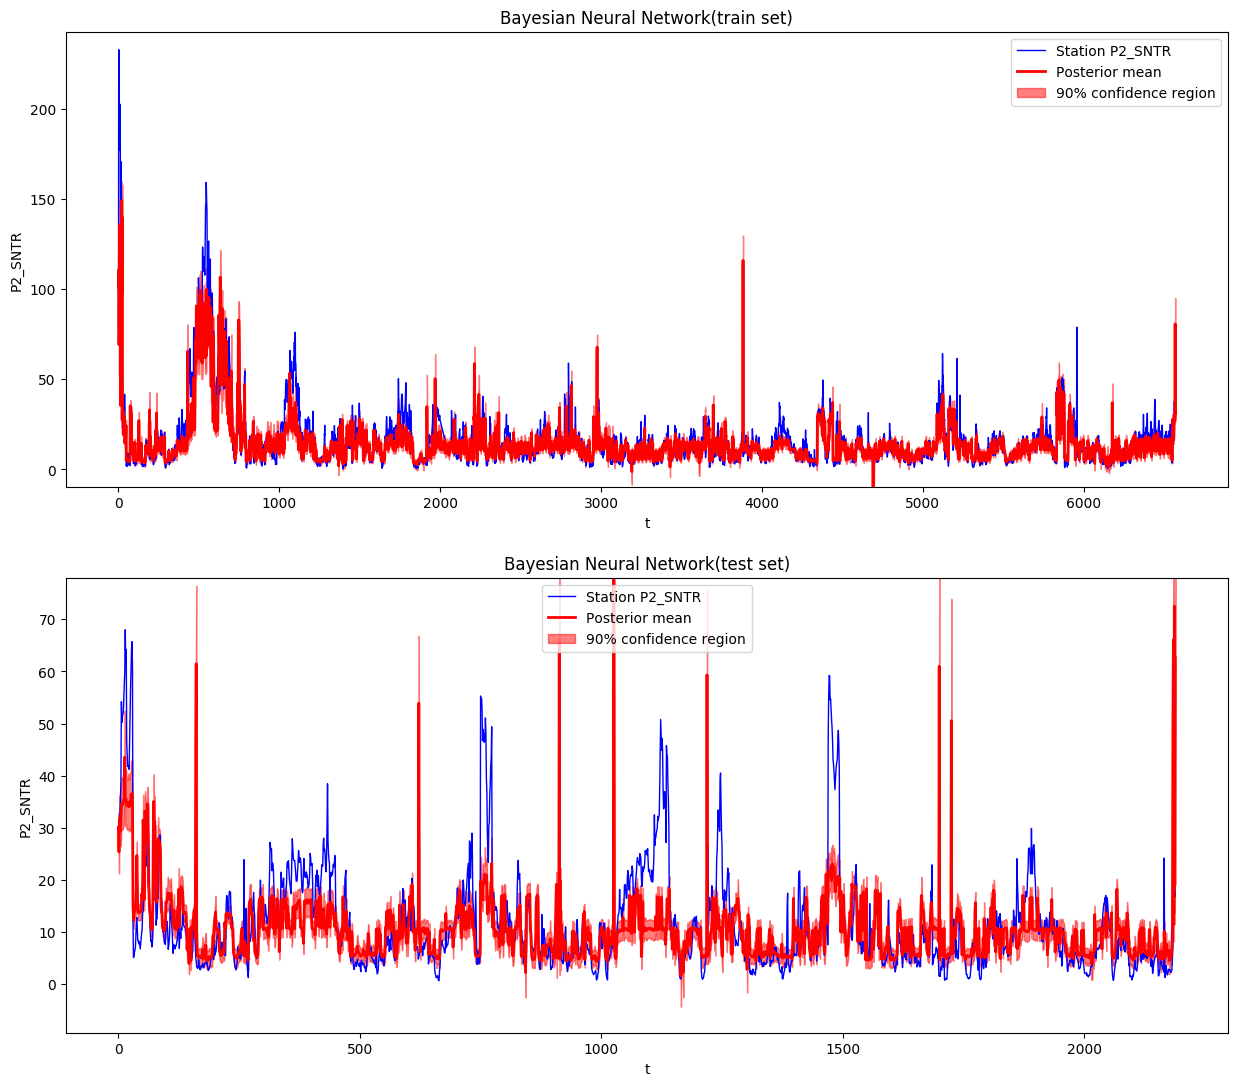 Bayesian Neural Network(train set)
Station P2_SNTR
Posterior mean
90% confidence region
P2_SNTR
200
150
100
50
0
0 1000 2000 3000 4000 5000 6000
t
Bayesian Neural Network(test set)
Station P2_SNTR
Posterior mean
90% confidence region
P2_SNTR
70
60
50
40
30
20
10
0
0 500 1000 1500 2000
t